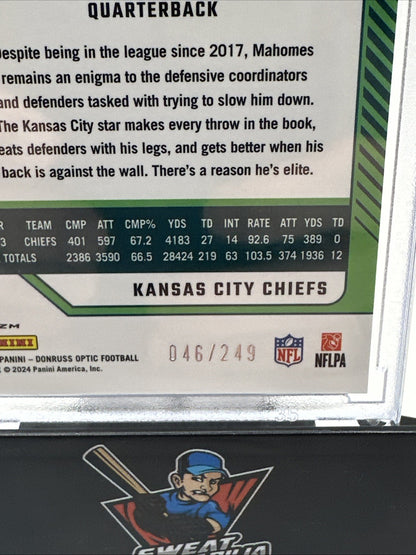 QUARTERBACK
espite being in the league since 2017, Mahomes
remains an enigma to the defensive coordinators
and defenders tasked with trying to slow him down.
The Kansas City star makes every throw in the book,
eats defenders with his legs, and gets better when his
back is against the wall. There's a reason he's elite.
R TEAM CMP ATT CMP% YDS TD INT RATE ATT YDS TD
3 CHIEFS 401 597 67.2 4183 27 14 92.6 75 389 0
TOTALS 2386 3590 66.5 28424 219 63 103.5 374 1936 12
KANSAS CITY CHIEFS
ZM
PANINI
PANINI - DONRUSS OPTIC FOOTBALL
© 2024 Panini America, Inc.
046/249
NFL
NFLPA
SWEAT